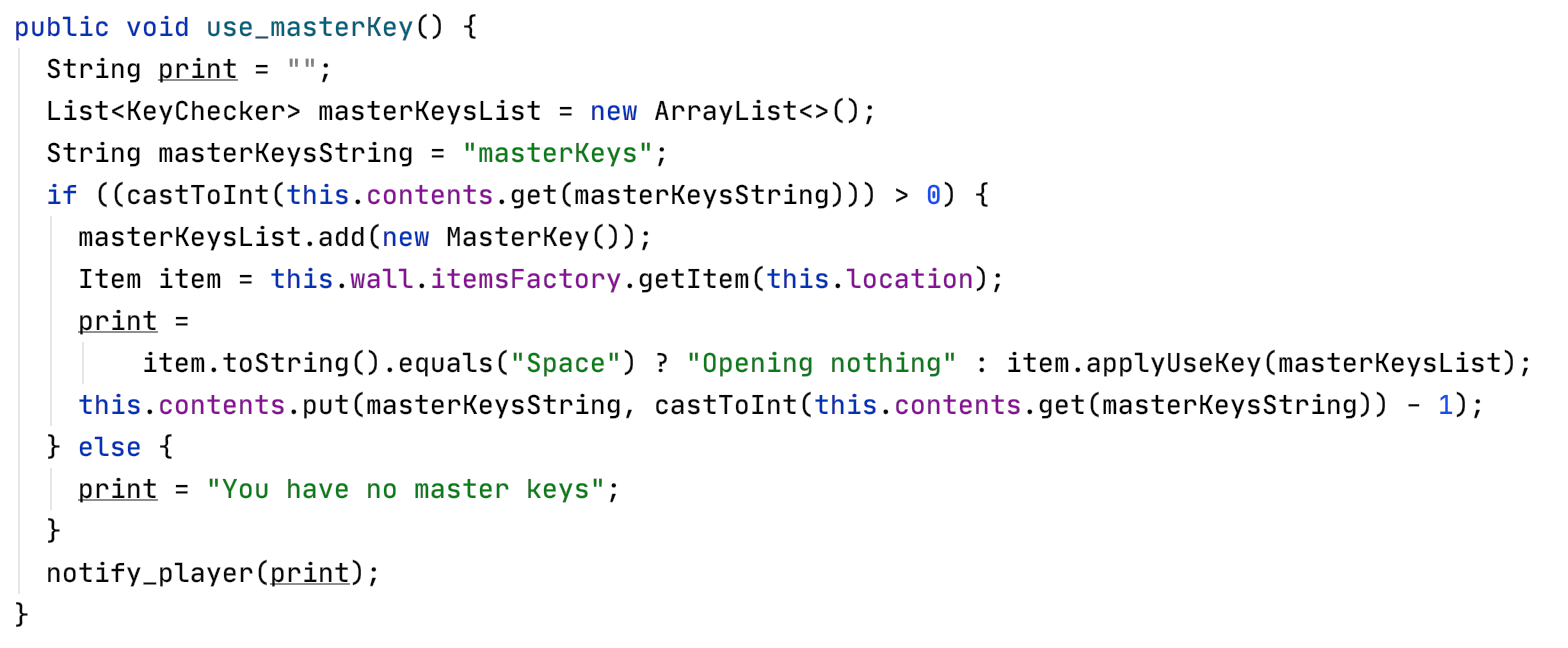 public void use_masterKey() {
  String print = "";
  List<KeyChecker> masterKeysList = new ArrayList<>();
  String masterKeysString = "masterKeys";
  if ((castToInt(this.contents.get(masterKeysString))) > 0) {
    masterKeysList.add(new MasterKey());
    Item item = this.wall.itemsFactory.getItem(this.location);
    print =
        item.toString().equals("Space") ? "Opening nothing" : item.applyUseKey(masterKeysList);
    this.contents.put(masterKeysString, castToInt(this.contents.get(masterKeysString)) - 1);
  } else {
    print = "You have no master keys";
  }
  notify_player(print);
}